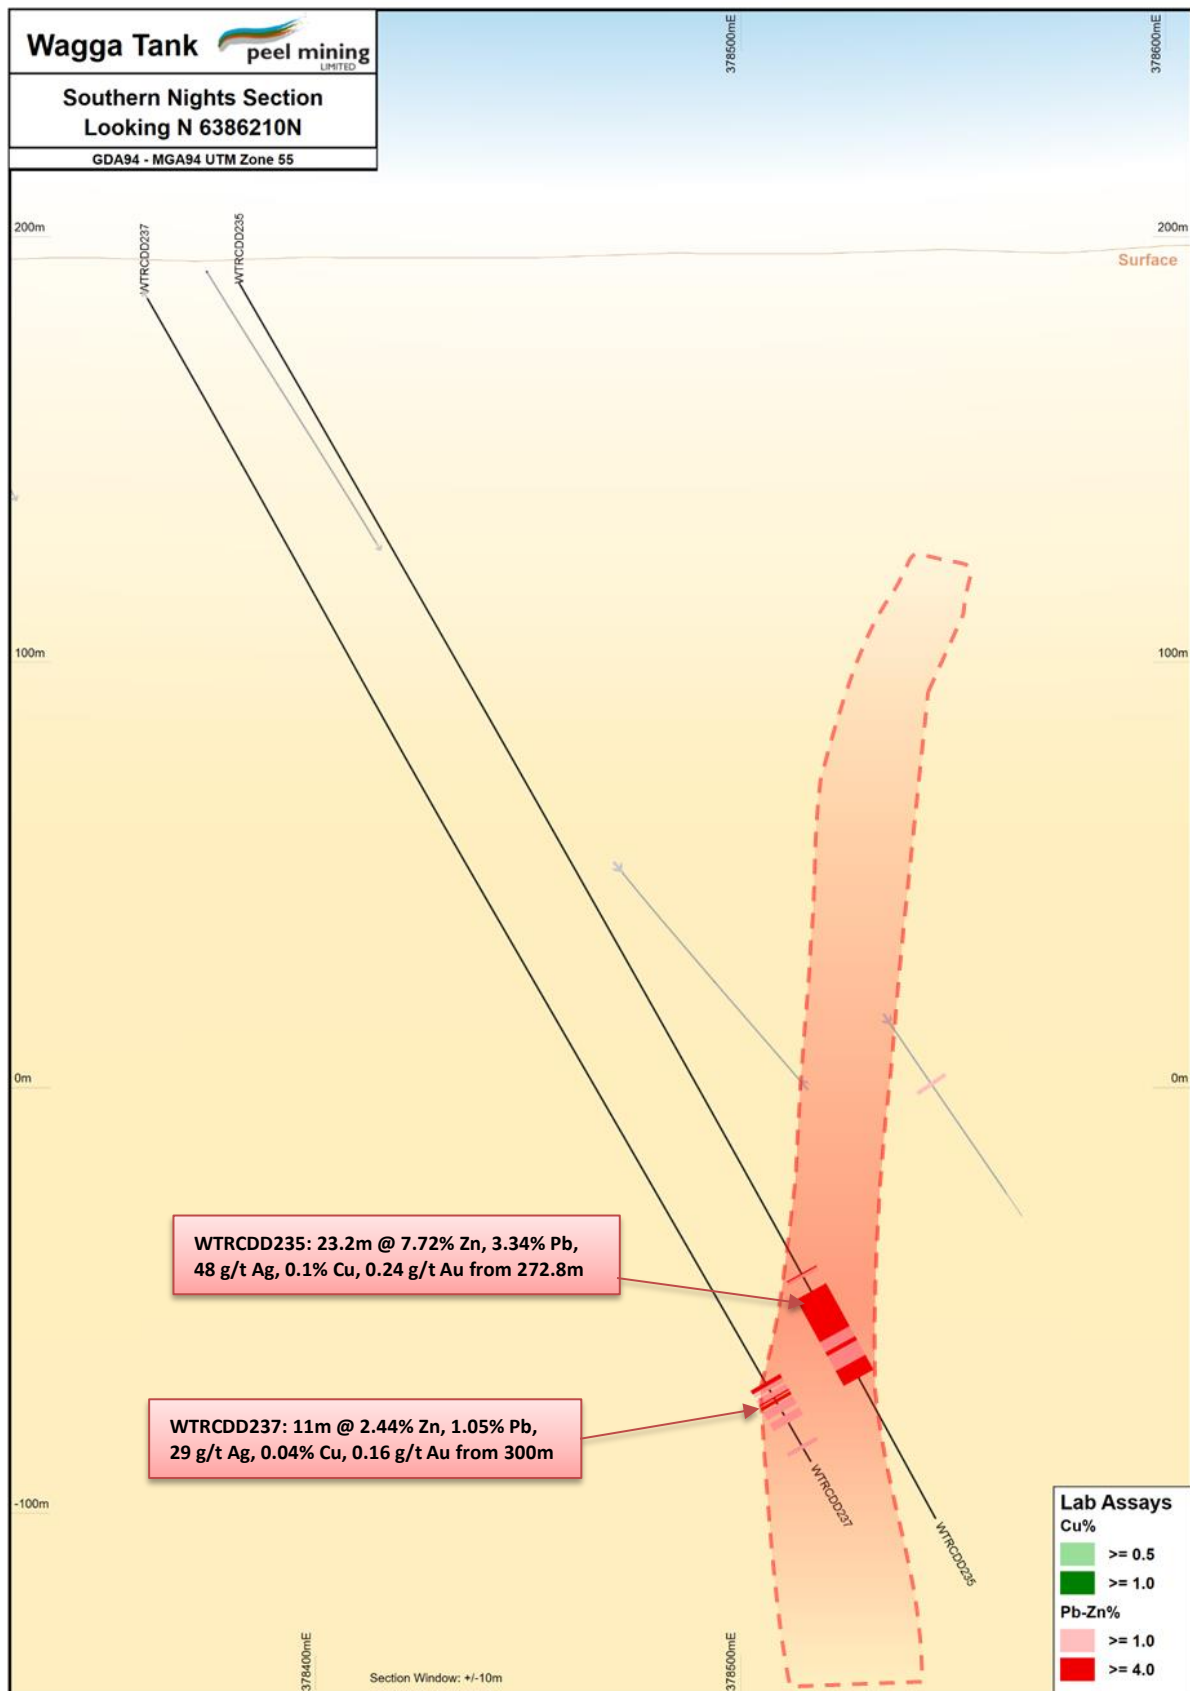 Wagga Tank
peel mining
LIMITED
Southern Nights Section
Looking N 6386210N
GDA94 - MGA94 UTM Zone 55
378500mE
378600mE
200m
200m
WTRCDD237
WTRCDD235
Surface
100m
100m
0m
0m
WTRCDD235: 23.2m @ 7.72% Zn, 3.34% Pb,
48 g/t Ag, 0.1% Cu, 0.24 g/t Au from 272.8m
WTRCDD237: 11m @ 2.44% Zn, 1.05% Pb,
29 g/t Ag, 0.04% Cu, 0.16 g/t Au from 300m
-100m
WTRCDD237
WTRCDD235
Lab Assays
Cu%
>= 0.5
>= 1.0
Pb-Zn%
>= 1.0
>= 4.0
378400mE
Section Window: +/-10m
378500mE